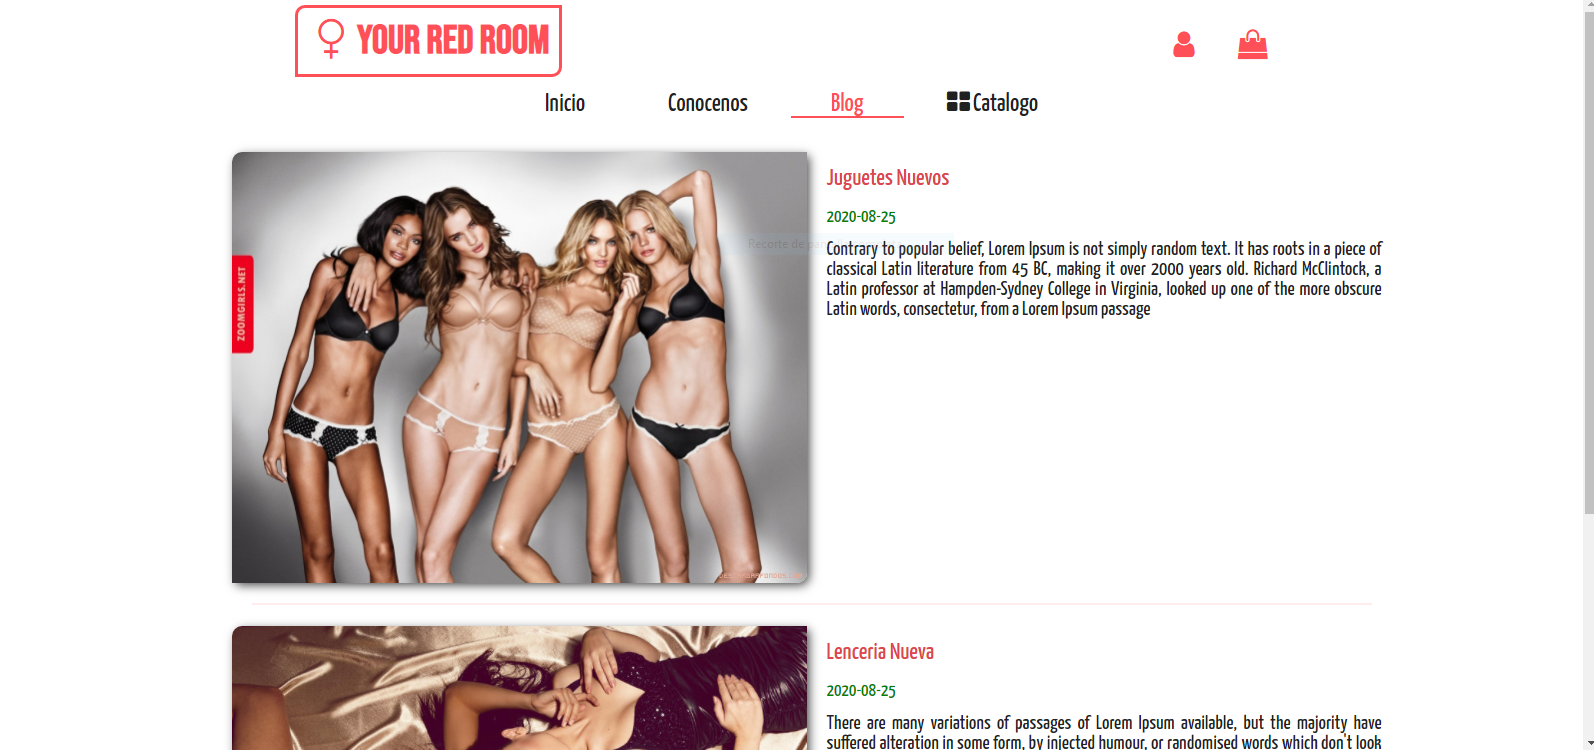 YOUR RED ROOM
Inicio
Conocenos
Blog
Catalogo
ZOOMGIRLS.NET
Juguetes Nuevos
2020-08-25
Recorte de
Contrary to popular belief, Lorem Ipsum is not simply random text. It has roots in a piece of
classical Latin literature from 45 BC, making it over 2000 years old. Richard McClintock, a
Latin professor at Hampden-Sydney College in Virginia, looked up one of the more obscure
Latin words, consectetur, from a Lorem Ipsum passage
Lenceria Nueva
2020-08-25
There are many variations of passages of Lorem Ipsum available, but the majority have
suffered alteration in some form, by injected humour, or randomised words which don't look